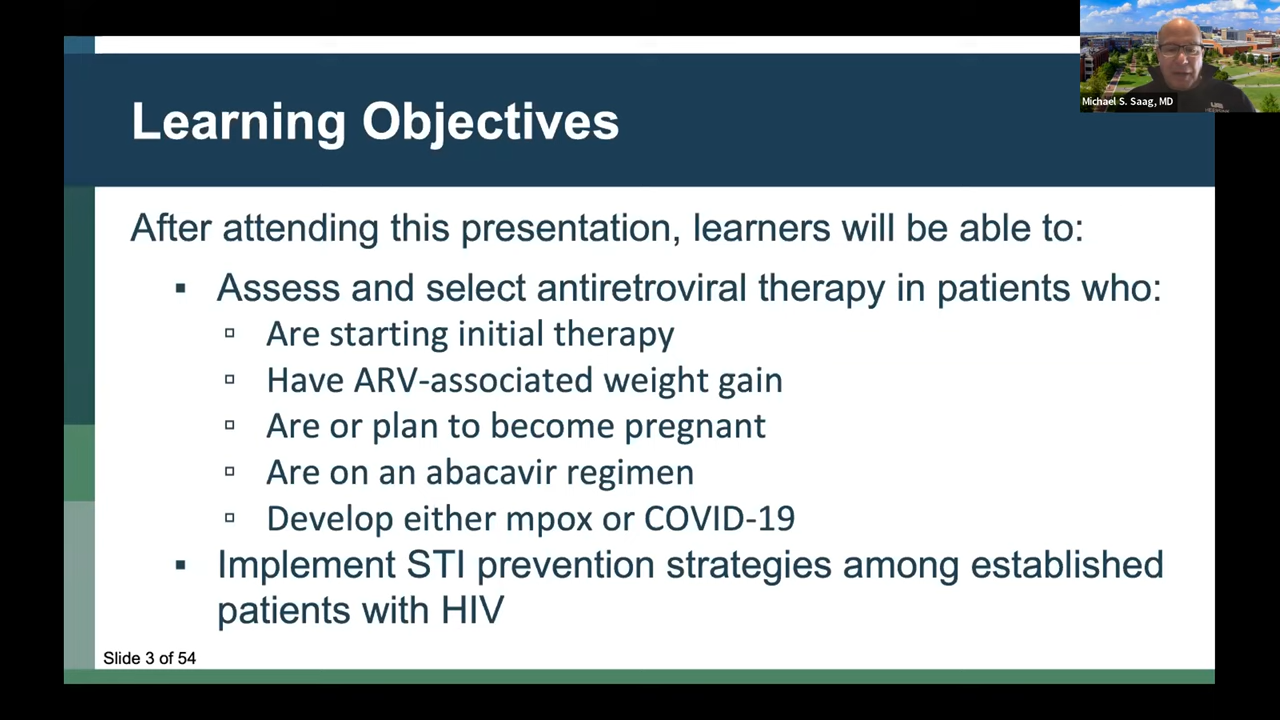 Michael S. Saag, MD
Learning Objectives
After attending this presentation, learners will be able to:
▪ Assess and select antiretroviral therapy in patients who:
▫ Are starting initial therapy
▫ Have ARV-associated weight gain
▫ Are or plan to become pregnant
▫ Are on an abacavir regimen
▫ Develop either mpox or COVID-19
▪ Implement STI prevention strategies among established
patients with HIV
Slide 3 of 54